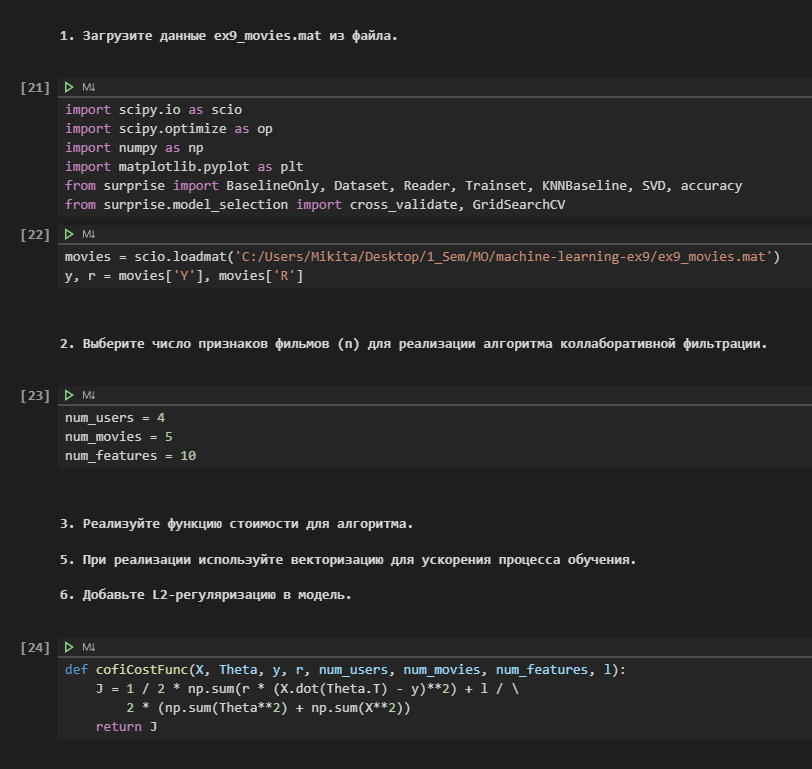 1. Загрузите данные ex9_movies.mat из файла.
[21]
M↓
import scipy.io as scio
import scipy.optimize as op
import numpy as np
import matplotlib.pyplot as plt
from surprise import BaselineOnly, Dataset, Reader, Trainset, KNNBaseline, SVD, accuracy
from surprise.model_selection import cross_validate, GridSearchCV
[22]
M↓
movies = scio.loadmat('C:/Users/Mikita/Desktop/1_Sem/MO/machine-learning-ex9/ex9_movies.mat')
y, r = movies['Y'], movies['R']
2. Выберите число признаков фильмов (n) для реализации алгоритма коллаборативной фильтрации.
[23]
M↓
num_users = 4
num_movies = 5
num_features = 10
3. Реализуйте функцию стоимости для алгоритма.
5. При реализации используйте векторизацию для ускорения процесса обучения.
6. Добавьте L2-регуляризацию в модель.
[24]
M↓
def cofiCostFunc(X, Theta, y, r, num_users, num_movies, num_features, l):
    J = 1 / 2 * np.sum(r * (X.dot(Theta.T) - y)**2) + l / \
        2 * (np.sum(Theta**2) + np.sum(X**2))
    return J